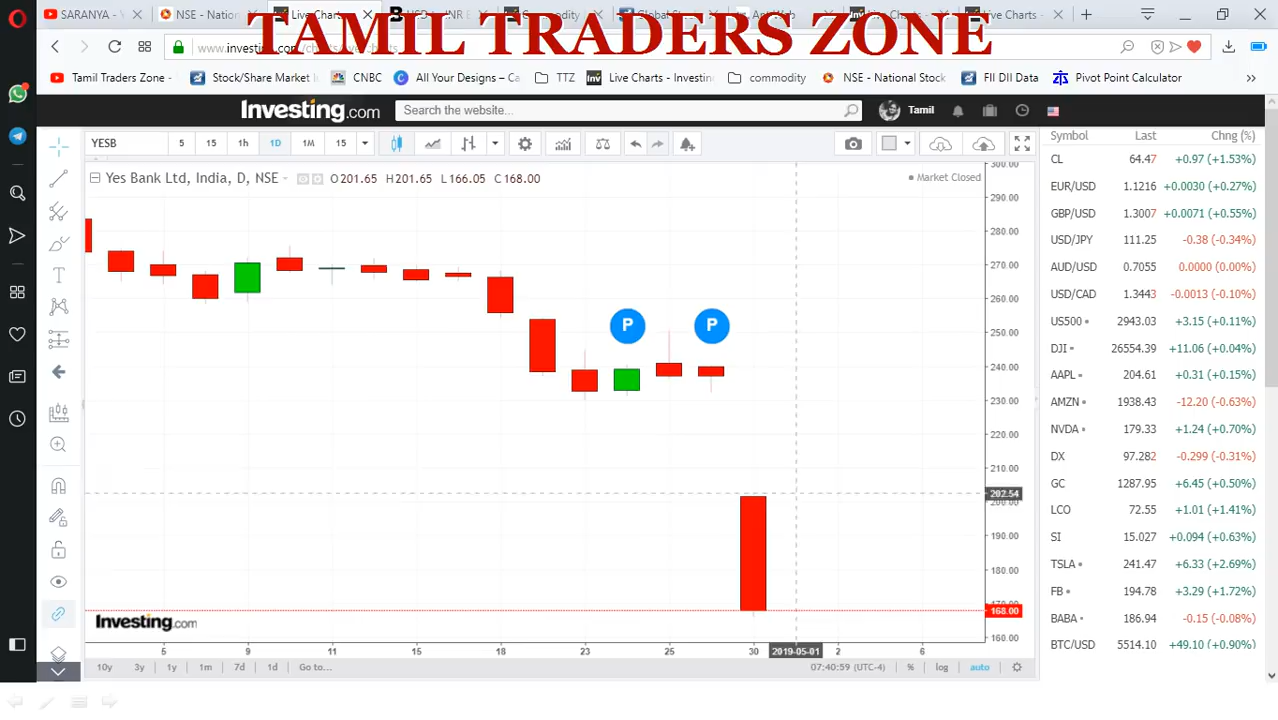 SARANYA - Y
NSE - Nation
Live Charts
USD to INR E
Commodity
Live Charts -
TAMIL TRADERS ZONE
www.investing.com/charts/live-charts
Tamil Traders Zone -
Stock/Share Market I
CNBC
All Your Designs – Ca
TTZ
Live Charts - Investin
commodity
NSE - National Stock
FII DII Data
Pivot Point Calculator
Investing.com
Search the website...
Tamil
YESB
5
15
1h
1D
1M
15
Symbol Last Chng (%)
Yes Bank Ltd, India, D, NSE
O 201.65 H 201.65 L 166.05 C 168.00
Market Closed
CL 64.47 +0.97 (+1.53%)
EUR/USD 1.1216 +0.0030 (+0.27%)
GBP/USD 1.3007 +0.0071 (+0.55%)
USD/JPY 111.25 -0.38 (-0.34%)
AUD/USD 0.7055 0.0000 (0.00%)
USD/CAD 1.3443 -0.0013 (-0.10%)
US500 2943.03 +3.15 (+0.11%)
DJI 26554.39 +11.06 (+0.04%)
AAPL 204.61 +0.31 (+0.15%)
AMZN 1938.43 -12.20 (-0.63%)
NVDA 179.33 +1.24 (+0.70%)
DX 97.282 -0.299 (-0.31%)
GC 1287.95 +6.45 (+0.50%)
LCO 72.55 +1.01 (+1.41%)
SI 15.027 +0.094 (+0.63%)
TSLA 241.47 +6.33 (+2.69%)
FB 194.78 +3.29 (+1.72%)
BABA 186.94 -0.15 (-0.08%)
BTC/USD 5514.10 +49.10 (+0.90%)
300.00
290.00
280.00
270.00
260.00
250.00
240.00
230.00
220.00
210.00
202.54
200.00
190.00
180.00
168.00
160.00
P
P
Investing.com
5 9 11 15 18 23 25 30 2019-05-01 2 6
10y 3y 1y 1m 7d 1d Go to...
07:40:59 (UTC-4) % log auto